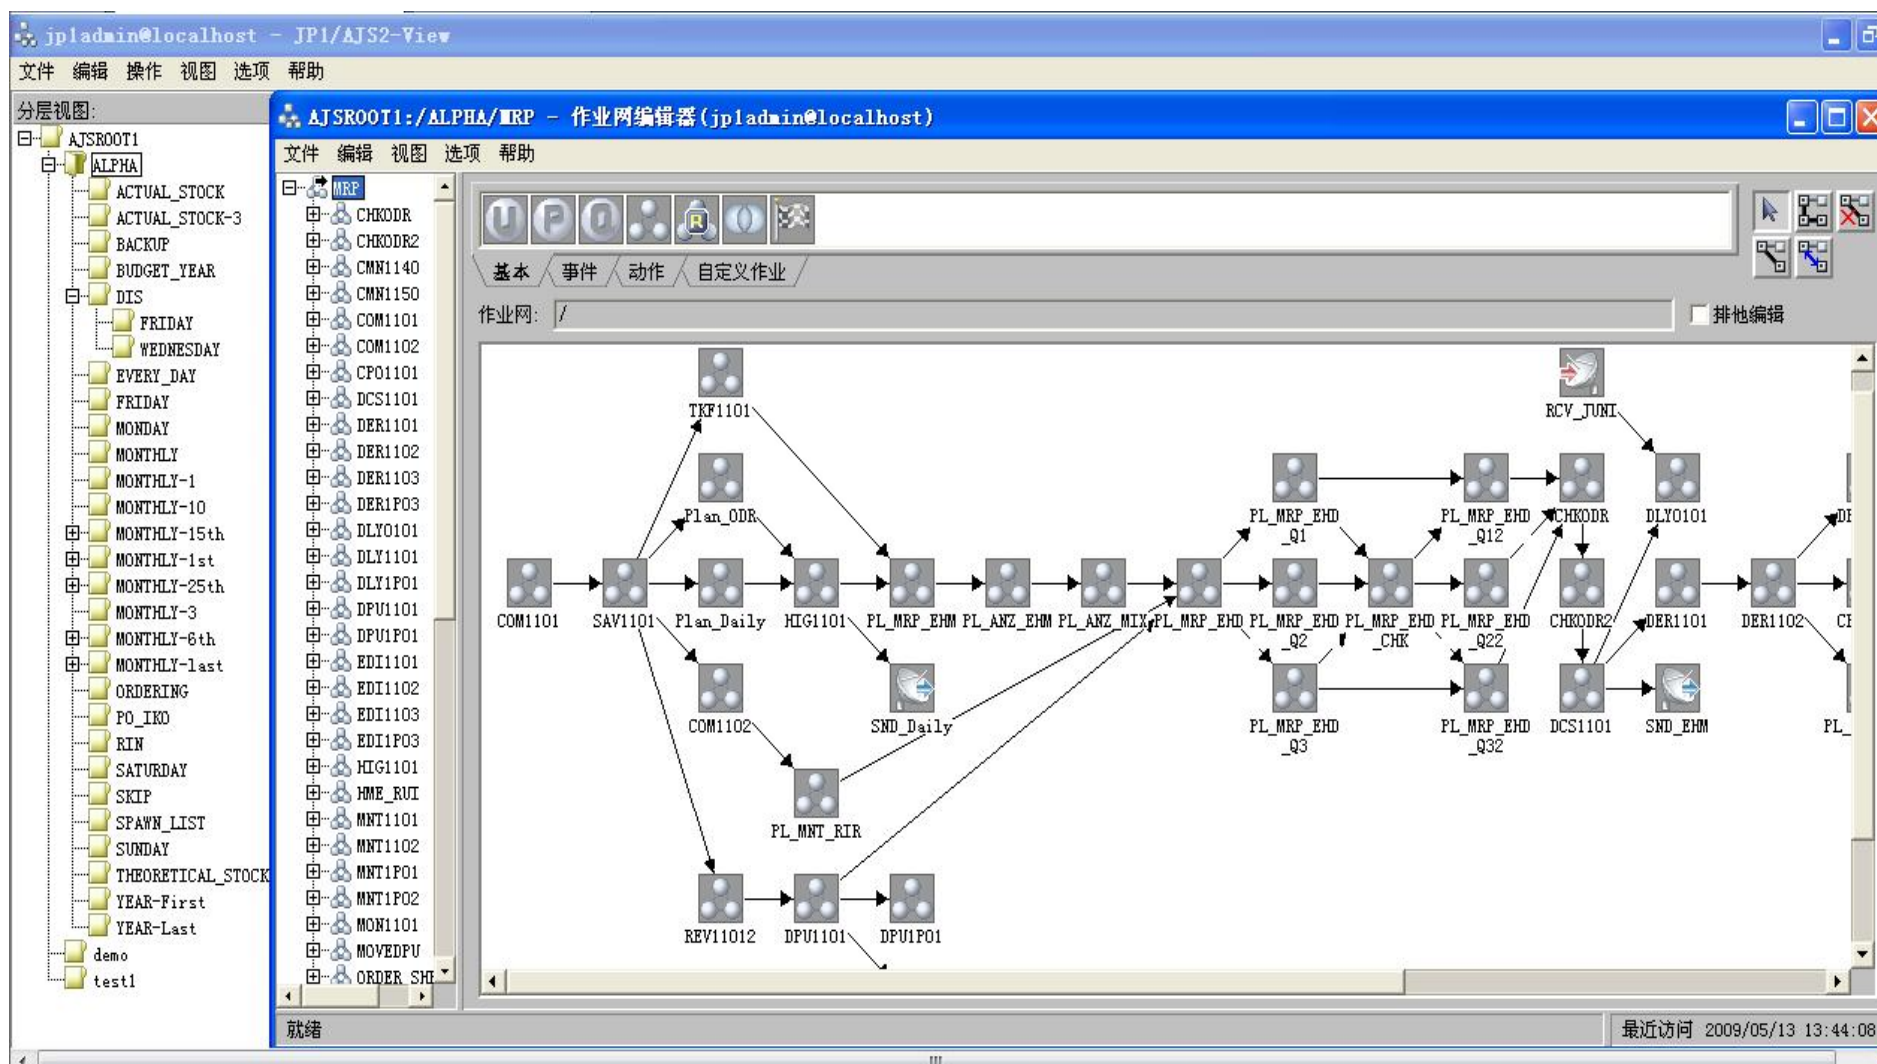 jp1admin@localhost - JP1/AJS2-View
文件 编辑 操作 视图 选项 帮助
分层视图:
AJSROOT1
ALPHA
ACTUAL_STOCK
ACTUAL_STOCK-3
BACKUP
BUDGET_YEAR
DIS
FRIDAY
WEDNESDAY
EVERY_DAY
FRIDAY
MONDAY
MONTHLY
MONTHLY-1
MONTHLY-10
MONTHLY-15th
MONTHLY-1st
MONTHLY-25th
MONTHLY-3
MONTHLY-6th
MONTHLY-last
ORDERING
PO_IKO
RIN
SATURDAY
SKIP
SPAWN_LIST
SUNDAY
THEORETICAL_STOCK
YEAR-First
YEAR-Last
demo
test1
AJSROOT1:/ALPHA/MRP - 作业网编辑器(jp1admin@localhost)
文件 编辑 视图 选项 帮助
MRP
CHKODR
CHKODR2
CMN1140
CMN1150
COM1101
COM1102
CPO1101
DCS1101
DER1101
DER1102
DER1103
DER1P03
DLY0101
DLY1101
DLY1P01
DPU1101
DPU1P01
EDI1101
EDI1102
EDI1103
EDI1P03
HIG1101
HME_RUI
MNT1101
MNT1102
MNT1P01
MNT1P02
MON1101
MOVEDPU
ORDER_SHE
U P Q R
基本 事件 动作 自定义作业
作业网: /
排他编辑
TKF1101 RCV_JUNI
Plan_ODR PL_MRP_EHD_Q1 PL_MRP_EHD_Q12 CHKODR DLY0101
COM1101 SAV1101 Plan_Daily HIG1101 PL_MRP_EHM PL_ANZ_EHM PL_ANZ_MIX PL_MRP_EHD PL_MRP_EHD_Q2 PL_MRP_EHD_CHK PL_MRP_EHD_Q22 CHKODR2 DER1101 DER1102
COM1102 SND_Daily PL_MRP_EHD_Q3 PL_MRP_EHD_Q32 DCS1101 SND_EHM PL_
PL_MNT_RIR
REV11012 DPU1101 DPU1P01
就绪
最近访问 2009/05/13 13:44:08